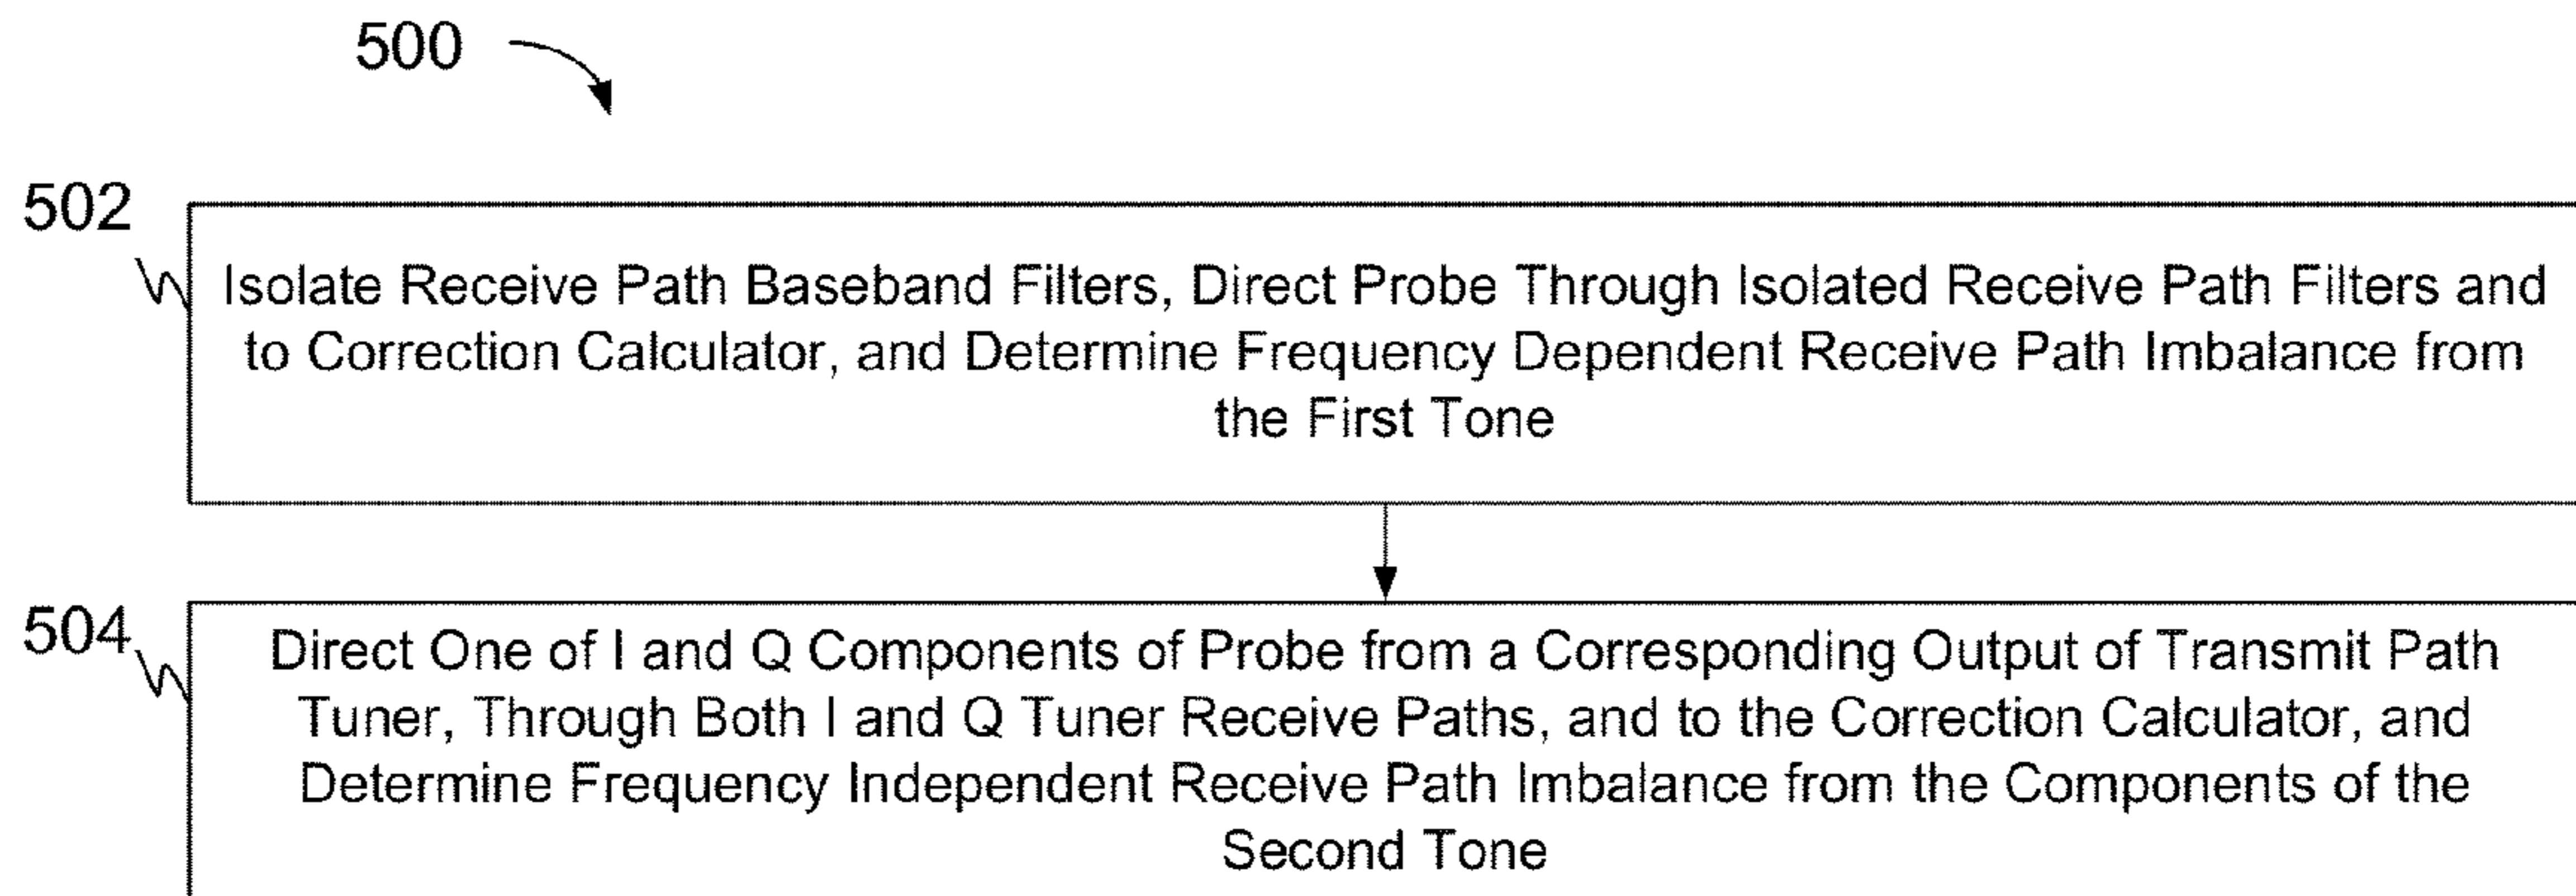 500
502
Isolate Receive Path Baseband Filters, Direct Probe Through Isolated Receive Path Filters and
to Correction Calculator, and Determine Frequency Dependent Receive Path Imbalance from
the First Tone
504
Direct One of I and Q Components of Probe from a Corresponding Output of Transmit Path
Tuner, Through Both I and Q Tuner Receive Paths, and to the Correction Calculator, and
Determine Frequency Independent Receive Path Imbalance from the Components of the
Second Tone